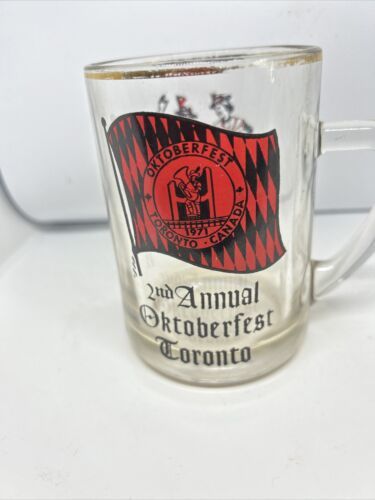 OKTOBERFEST
1971
TORONTO · CANADA
2nd Annual
Oktoberfest
Toronto